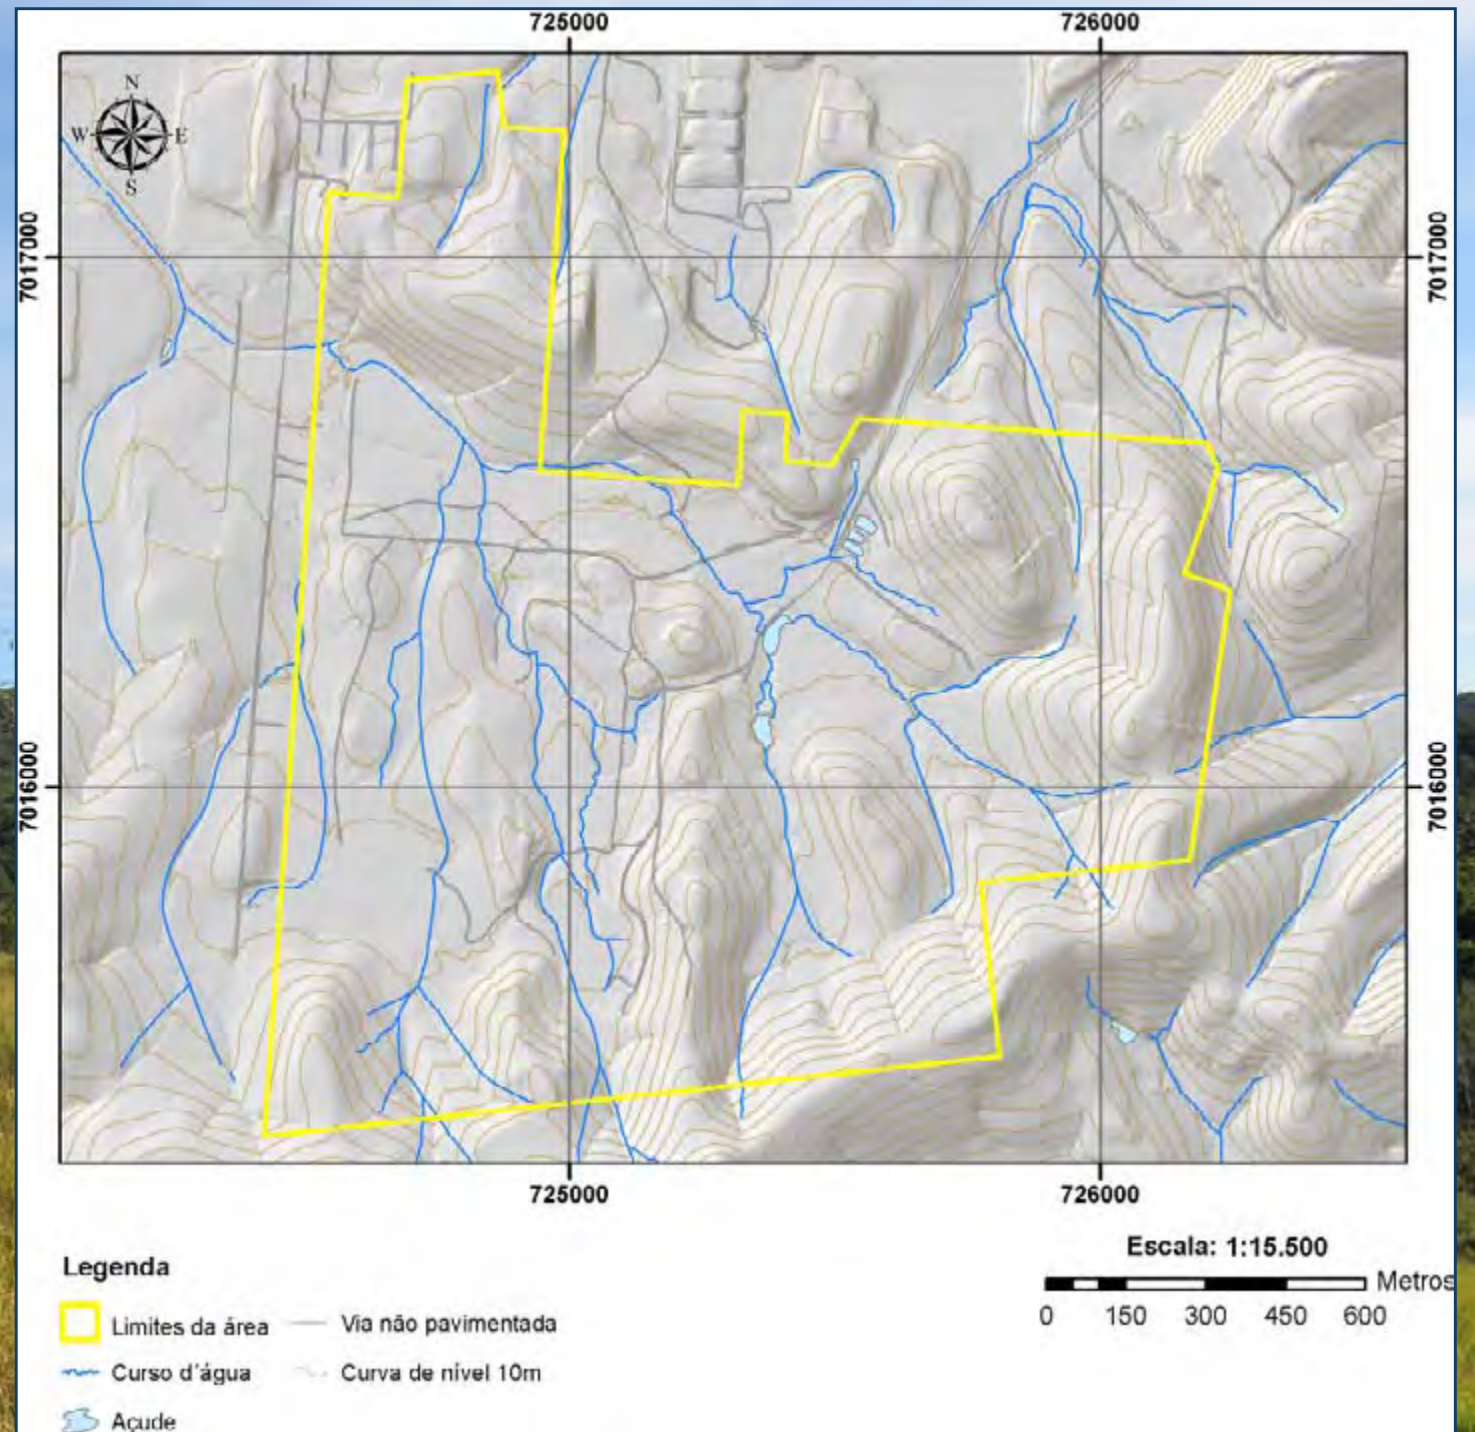 725000 726000
N
W E
S
7017000 7017000
7016000 7016000
725000 726000
Escala: 1:15.500
Metros
0 150 300 450 600
Legenda
Limites da área
Via não pavimentada
Curso d'água
Curva de nível 10m
Açude